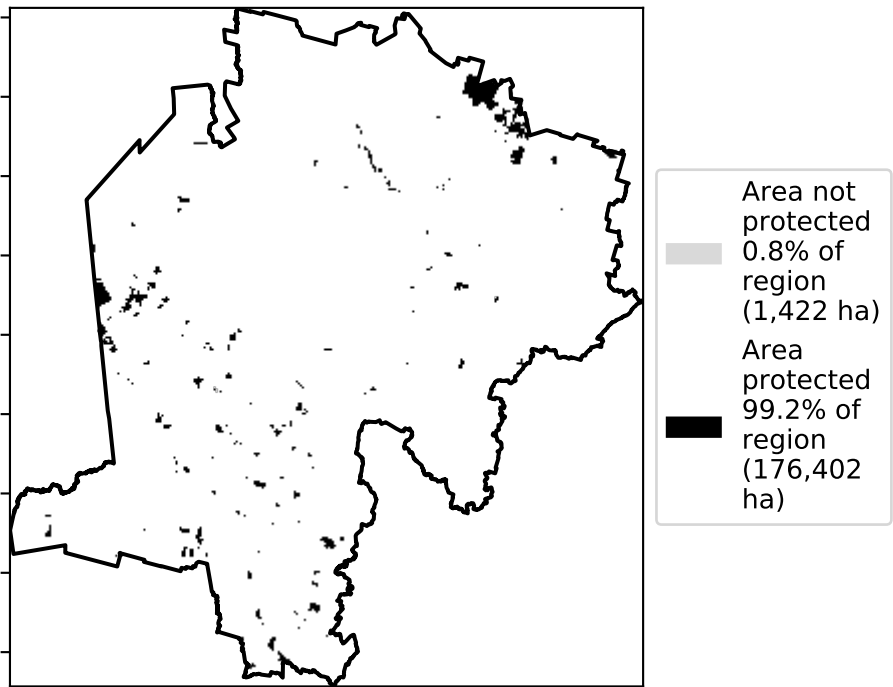 Area not
protected
0.8% of
region
(1,422 ha)
Area
protected
99.2% of
region
(176,402
ha)